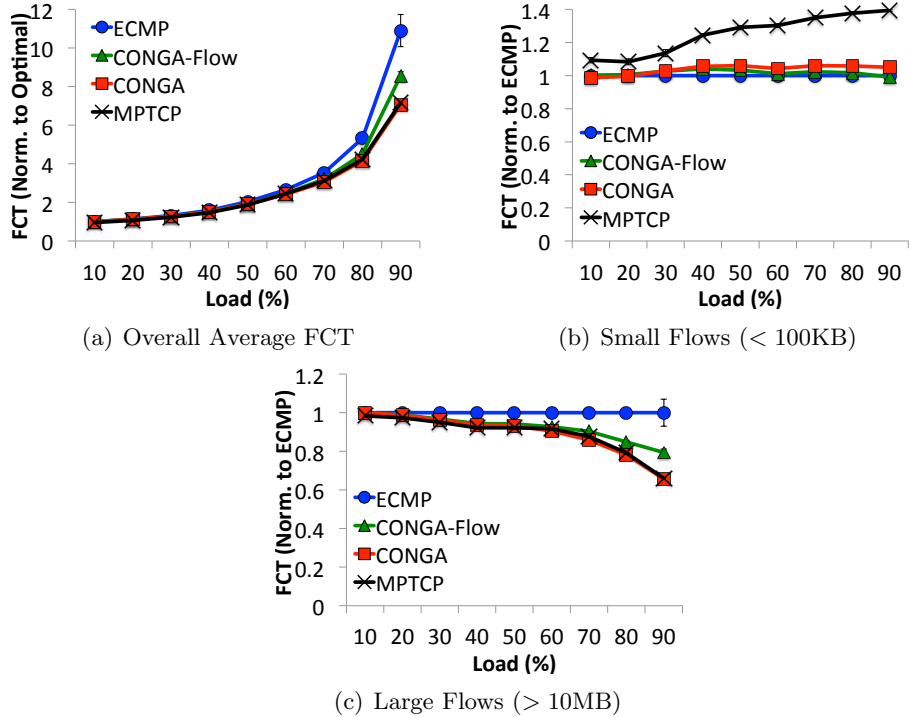 FCT (Norm. to Optimal)
12
10
8
6
4
2
0
ECMP
CONGA-Flow
CONGA
MPTCP
10 20 30 40 50 60 70 80 90
Load (%)
(a) Overall Average FCT
FCT (Norm. to ECMP)
1.4
1.2
1
0.8
0.6
0.4
0.2
0
ECMP
CONGA-Flow
CONGA
MPTCP
10 20 30 40 50 60 70 80 90
Load (%)
(b) Small Flows (< 100KB)
FCT (Norm. to ECMP)
1.2
1
0.8
0.6
0.4
0.2
0
ECMP
CONGA-Flow
CONGA
MPTCP
10 20 30 40 50 60 70 80 90
Load (%)
(c) Large Flows (> 10MB)